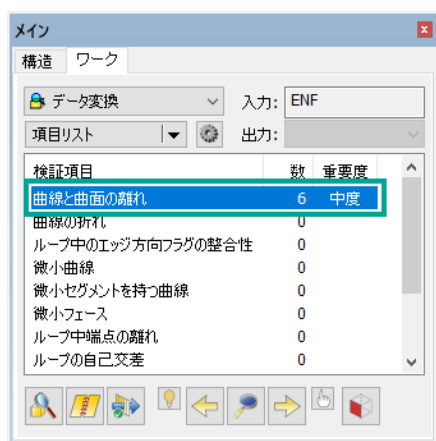 メイン
構造 ワーク
データ変換 入力: ENF
項目リスト 出力:
検証項目 数 重要度
曲線と曲面の離れ 6 中度
曲線の折れ 0
ループ中のエッジ方向フラグの整合性 0
微小曲線 0
微小セグメントを持つ曲線 0
微小フェース 0
ループ中端点の離れ 0
ループの自己交差 0